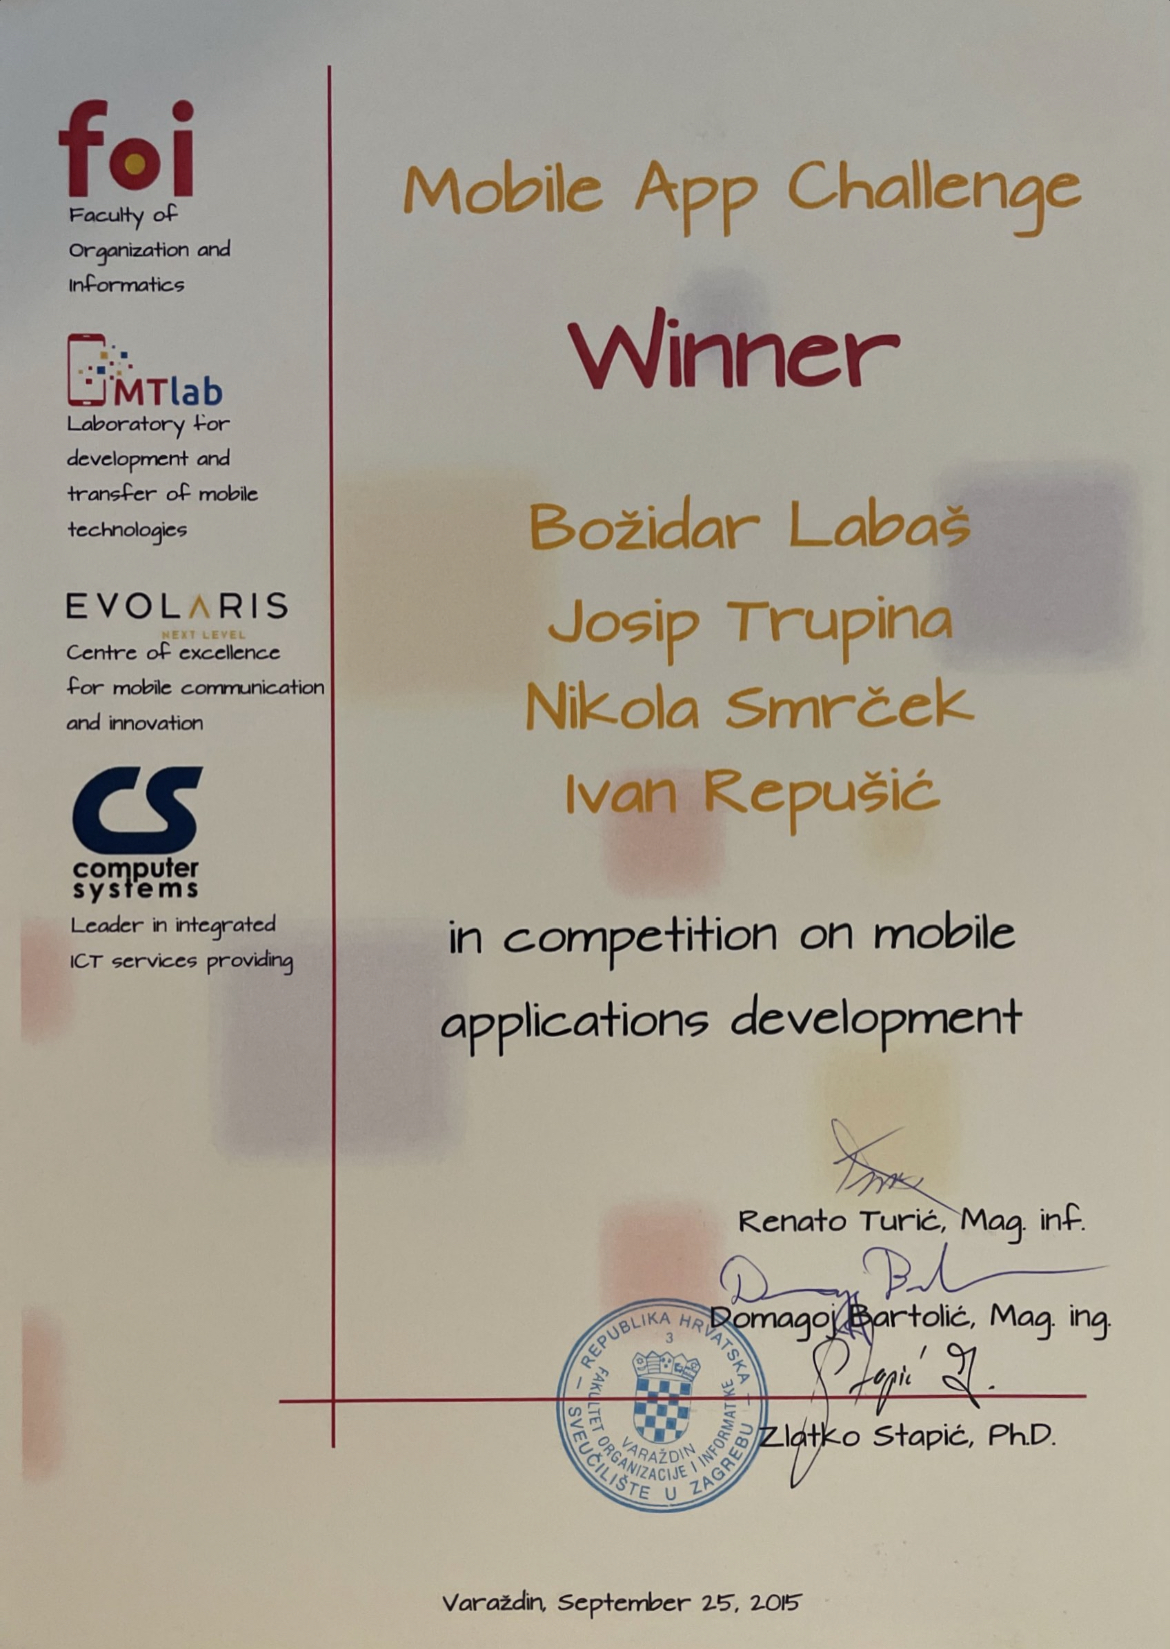 foi
Faculty of
Organization and
Informatics
MTlab
Laboratory for
development and
transfer of mobile
technologies
EVOLARIS
NEXT LEVEL
Centre of excellence
for mobile communication
and innovation
CS
computer
systems
Leader in integrated
ICT services providing
Mobile App Challenge
Winner
Božidar Labaš
Josip Trupina
Nikola Smrček
Ivan Repušić
in competition on mobile
applications development
Renato Turić, Mag. inf.
Domagoj Bartolić, Mag. ing.
Stapić Z.
Zlatko Stapić, Ph.D.
REPUBLIKA HRVATSKA
3
FAKULTET ORGANIZACIJE I INFORMATIKE
VARAŽDIN
SVEUČILIŠTE U ZAGREBU
Varaždin, September 25, 2015